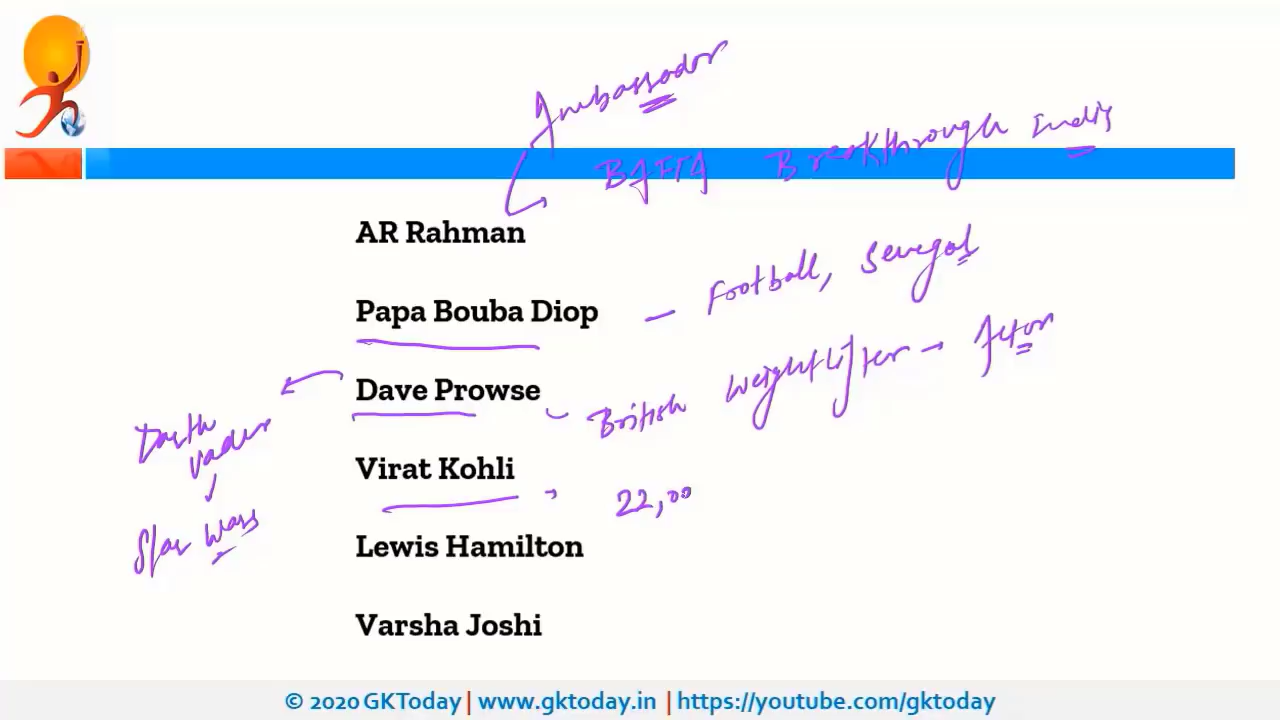 Ambassador
BAFTA Breakthrough India
AR Rahman
Papa Bouba Diop – Football, Senegal
Dave Prowse – British Weightlifter → Actor
Darth Vader
Star Wars
Virat Kohli → 22,00
Lewis Hamilton
Varsha Joshi
© 2020 GKToday | www.gktoday.in | https://youtube.com/gktoday